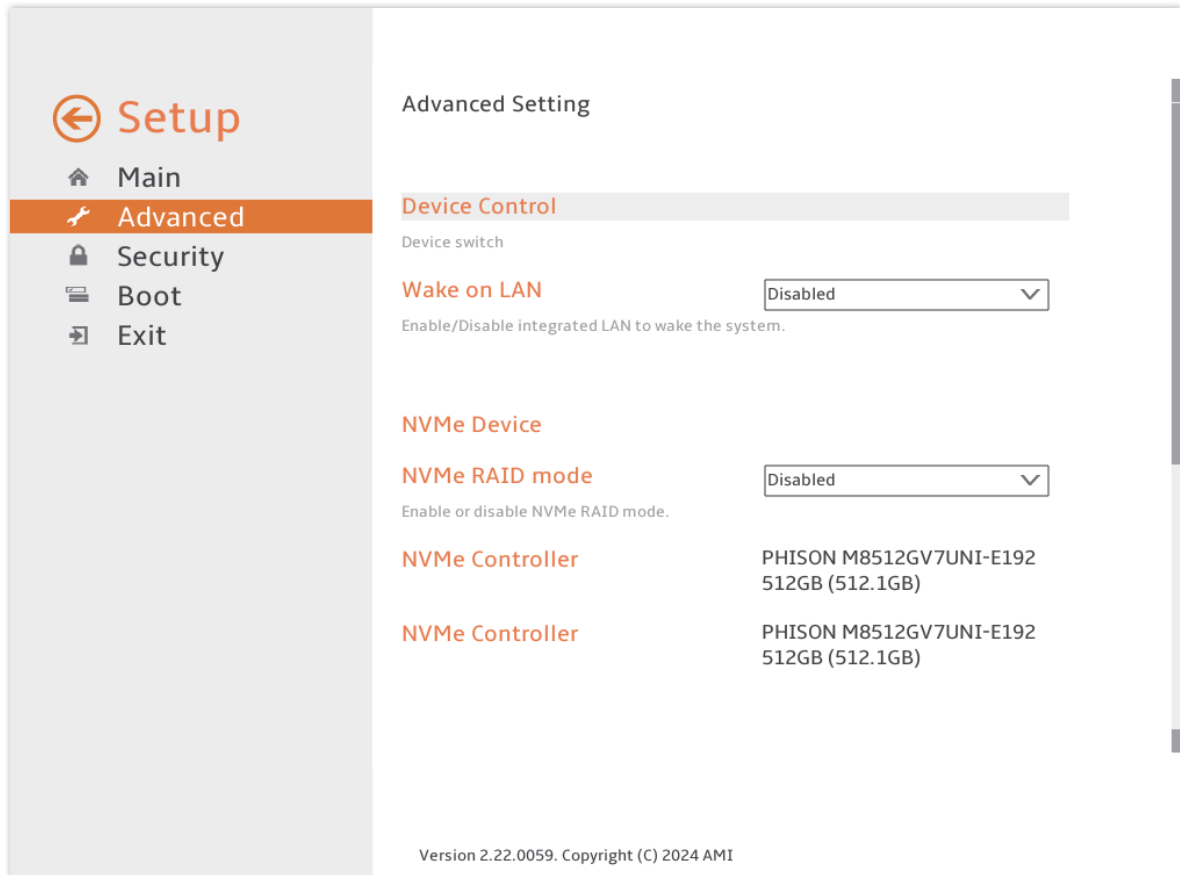 Setup
Main
Advanced
Security
Boot
Exit
Advanced Setting
Device Control
Device switch
Wake on LAN
Disabled
Enable/Disable integrated LAN to wake the system.
NVMe Device
NVMe RAID mode
Disabled
Enable or disable NVMe RAID mode.
NVMe Controller
PHISON M8512GV7UNI-E192
512GB (512.1GB)
NVMe Controller
PHISON M8512GV7UNI-E192
512GB (512.1GB)
Version 2.22.0059. Copyright (C) 2024 AMI